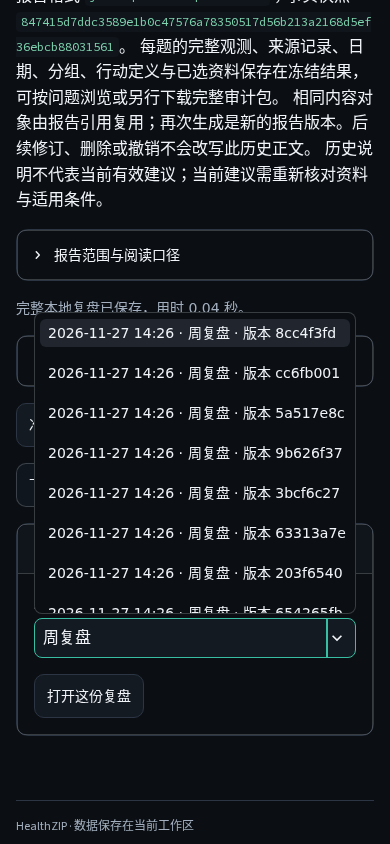 847415d7ddc3589e1b0c47576a78350517d56b213a2168d5ef
36ebcb88031561 。 每题的完整观测、来源记录、日
期、分组、行动定义与已选资料保存在冻结结果，
可按问题浏览或另行下载完整审计包。 相同内容对
象由报告引用复用；再次生成是新的报告版本。后
续修订、删除或撤销不会改写此历史正文。 历史说
明不代表当前有效建议；当前建议需重新核对资料
与适用条件。
报告范围与阅读口径
完整本地复盘已保存，用时 0.04 秒。
2026-11-27 14:26 · 周复盘 · 版本 8cc4f3fd
2026-11-27 14:26 · 周复盘 · 版本 cc6fb001
2026-11-27 14:26 · 周复盘 · 版本 5a517e8c
2026-11-27 14:26 · 周复盘 · 版本 9b626f37
2026-11-27 14:26 · 周复盘 · 版本 3bcf6c27
2026-11-27 14:26 · 周复盘 · 版本 63313a7e
2026-11-27 14:26 · 周复盘 · 版本 203f6540
2026-11-27 14:26 · 周复盘 · 版本 654265fb
周复盘
打开这份复盘
HealthZIP · 数据保存在当前工作区